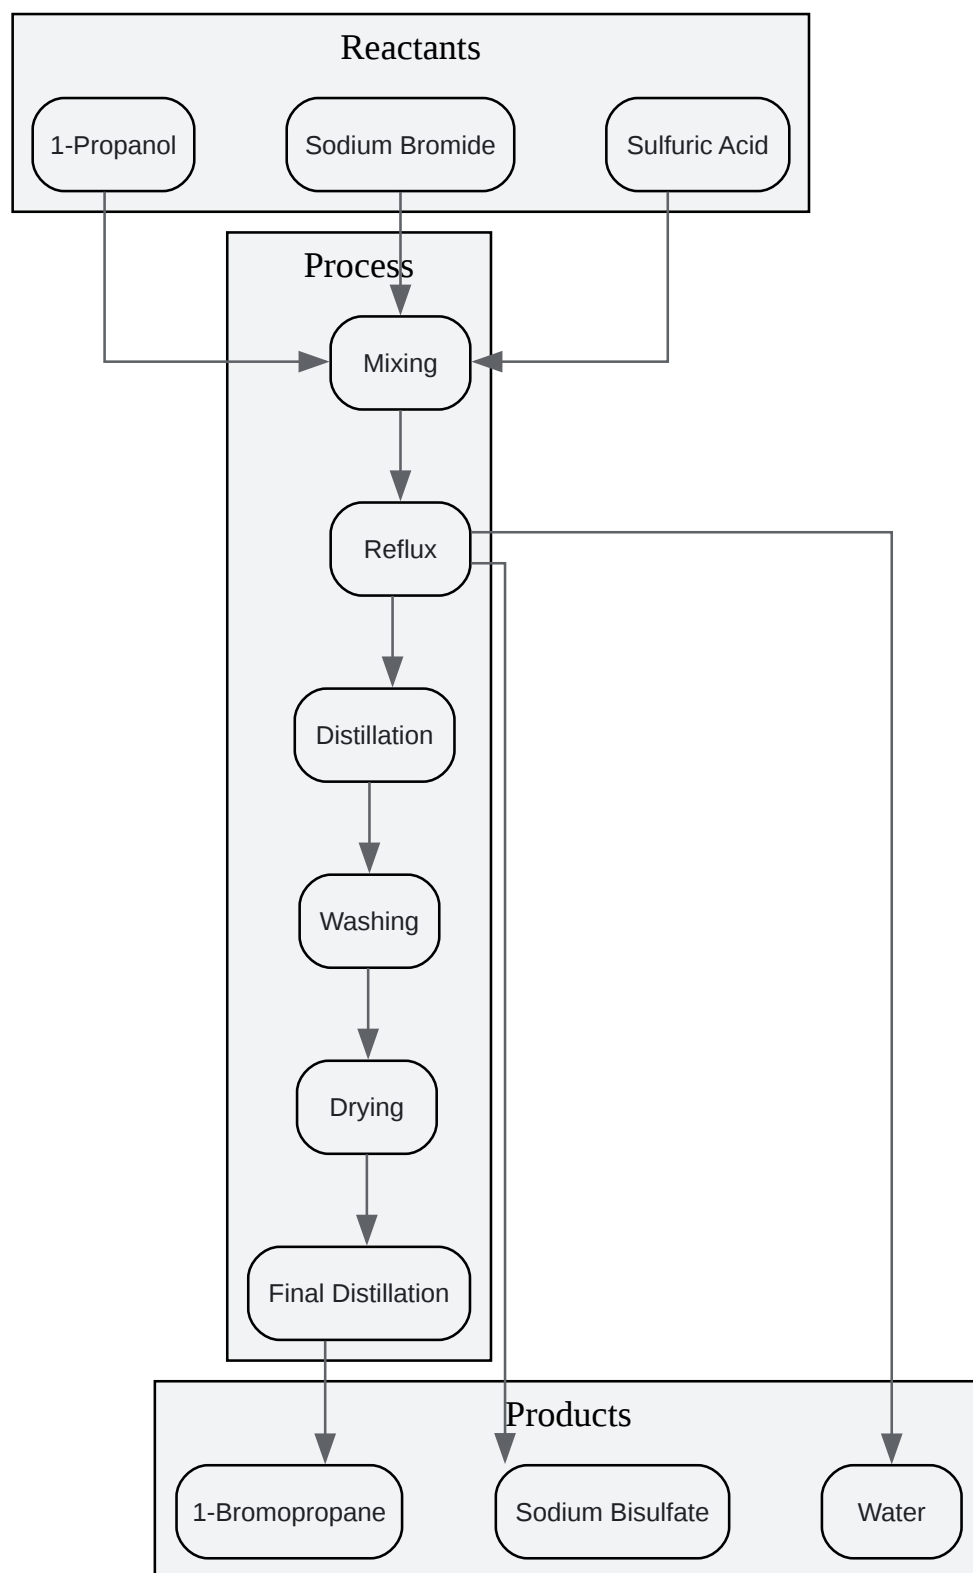 Reactants
1-Propanol
Sodium Bromide
Sulfuric Acid
Process
Mixing
Reflux
Distillation
Washing
Drying
Final Distillation
Products
1-Bromopropane
Sodium Bisulfate
Water